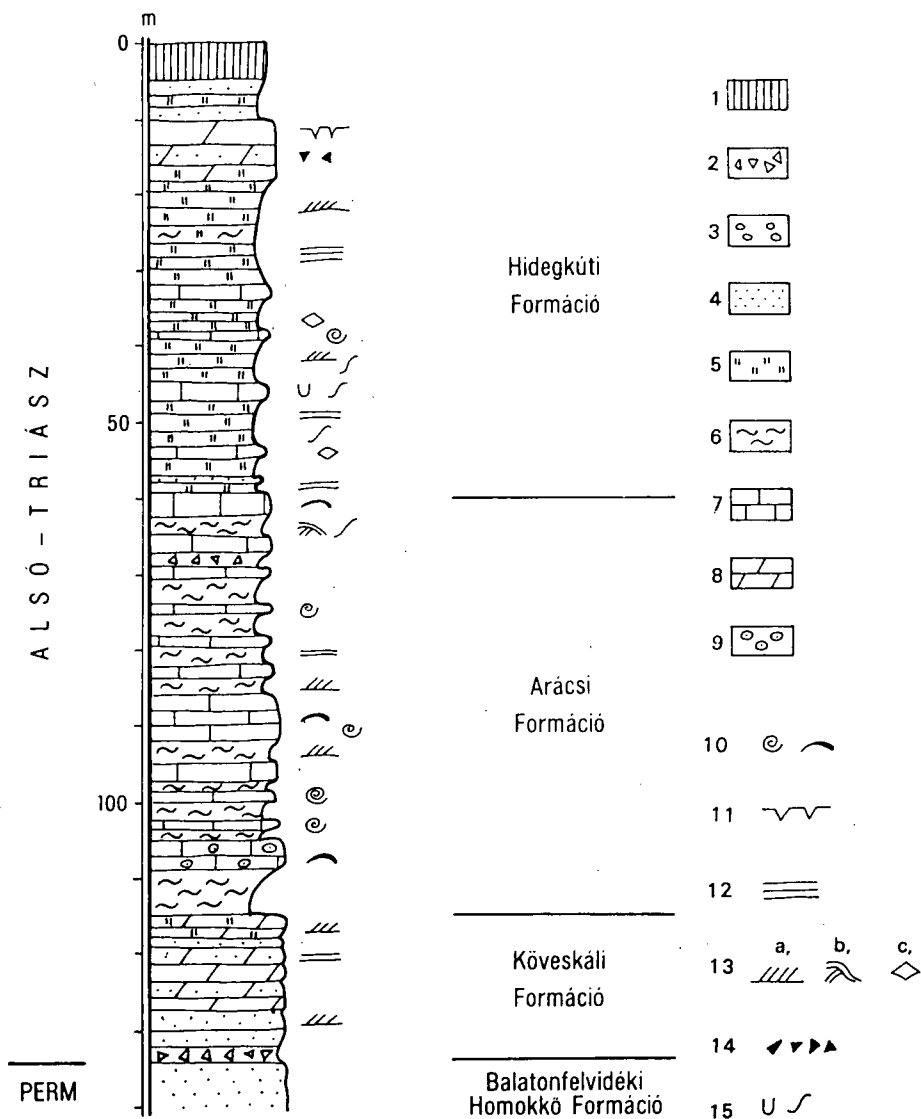 m
0
50
100
ALSÓ-TRIÁSZ
PERM
Hidegkúti
Formáció
Arácsi
Formáció
Köveskáli
Formáció
Balatonfelvidéki
Homokkő Formáció
1
2
3
4
5
6
7
8
9
10
11
12
a, b, c,
13
14
15